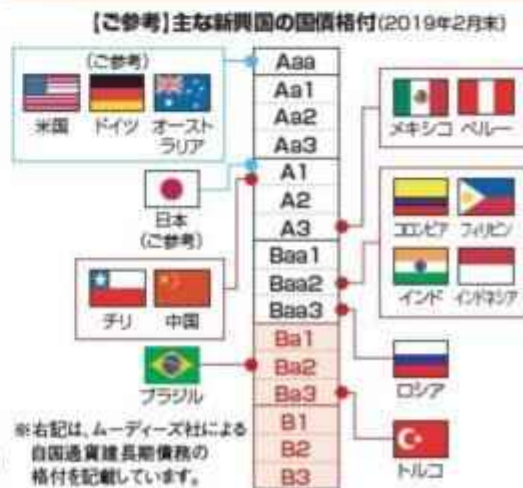 【ご参考】主な新興国の国債格付(2019年2月末)
(ご参考)
米国
ドイツ
オースト
ラリア
日本
(ご参考)
チリ
中国
ブラジル
※右記は、ムーディーズ社による
自国通貨建長期債務の
格付を記載しています。
Aaa
Aa1
Aa2
Aa3
A1
A2
A3
Baa1
Baa2
Baa3
Ba1
Ba2
Ba3
B1
B2
B3
メキシコ
ペルー
コロンビア
フィリピン
インド
インドネシア
ロシア
トルコ